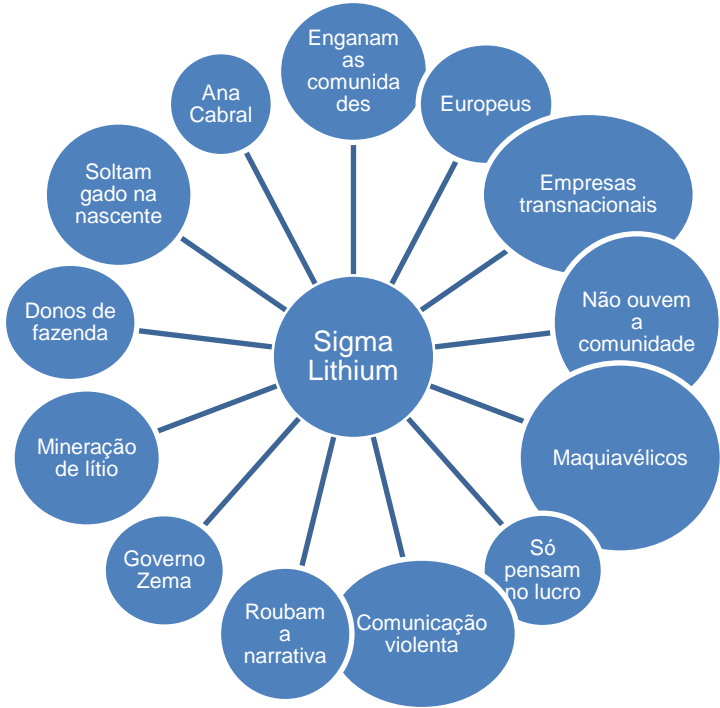 Sigma
Lithium
Enganam
as
comunida
des
Europeus
Empresas
transnacionais
Não ouvem
a
comunidade
Maquiavélicos
Só
pensam
no lucro
Comunicação
violenta
Roubam
a
narrativa
Governo
Zema
Mineração
de lítio
Donos de
fazenda
Soltam
gado na
nascente
Ana
Cabral